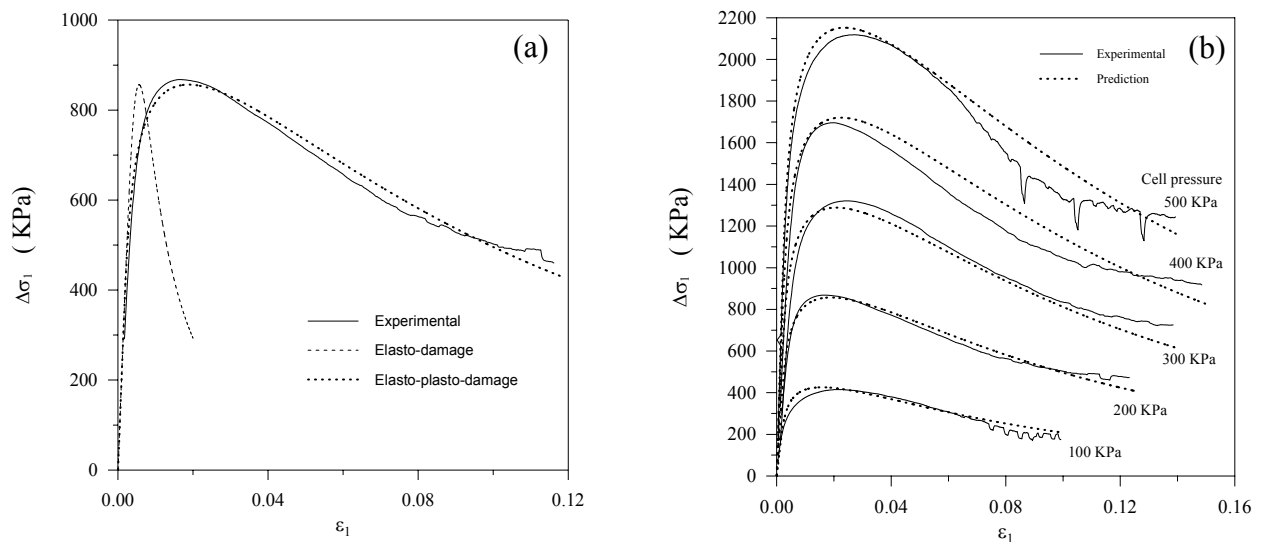 (a)
1000
800
600
400
200
0
Δσ₁ ( KPa)
Experimental
Elasto-damage
Elasto-plasto-damage
0.00
0.04
0.08
0.12
ε₁
(b)
2200
2000
1800
1600
1400
1200
1000
800
600
400
200
0
Δσ₁ ( KPa)
Experimental
Prediction
Cell pressure
500 KPa
400 KPa
300 KPa
200 KPa
100 KPa
0.00
0.04
0.08
0.12
0.16
ε₁